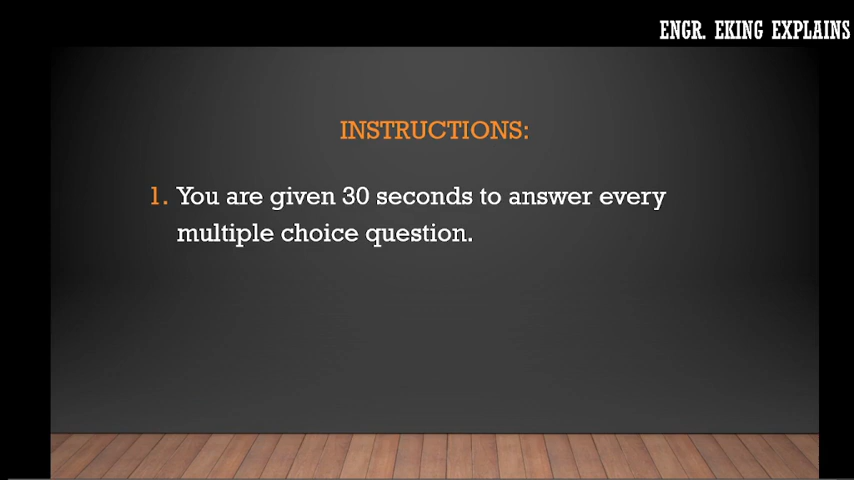 ENGR. EKING EXPLAINS
INSTRUCTIONS:
1. You are given 30 seconds to answer every
multiple choice question.